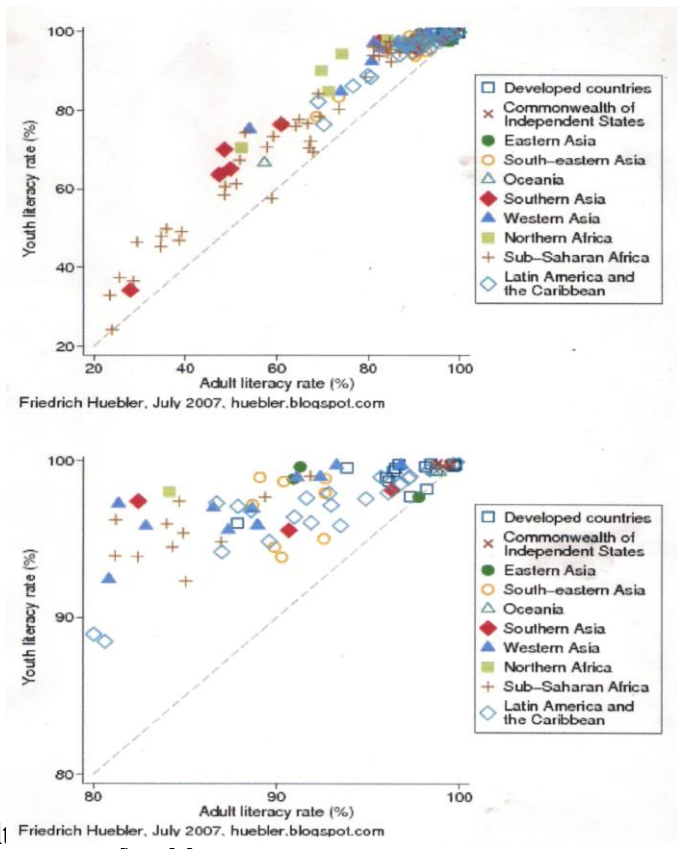 100
80
60
40
20
Youth literacy rate (%)
20 40 60 80 100
Adult literacy rate (%)
Developed countries
Commonwealth of
Independent States
Eastern Asia
South-eastern Asia
Oceania
Southern Asia
Western Asia
Northern Africa
Sub-Saharan Africa
Latin America and
the Caribbean
Friedrich Huebler, July 2007, huebler.blogspot.com
100
90
80
Youth literacy rate (%)
80 90 100
Adult literacy rate (%)
Developed countries
Commonwealth of
Independent States
Eastern Asia
South-eastern Asia
Oceania
Southern Asia
Western Asia
Northern Africa
Sub-Saharan Africa
Latin America and
the Caribbean
Friedrich Huebler, July 2007, huebler.blogspot.com